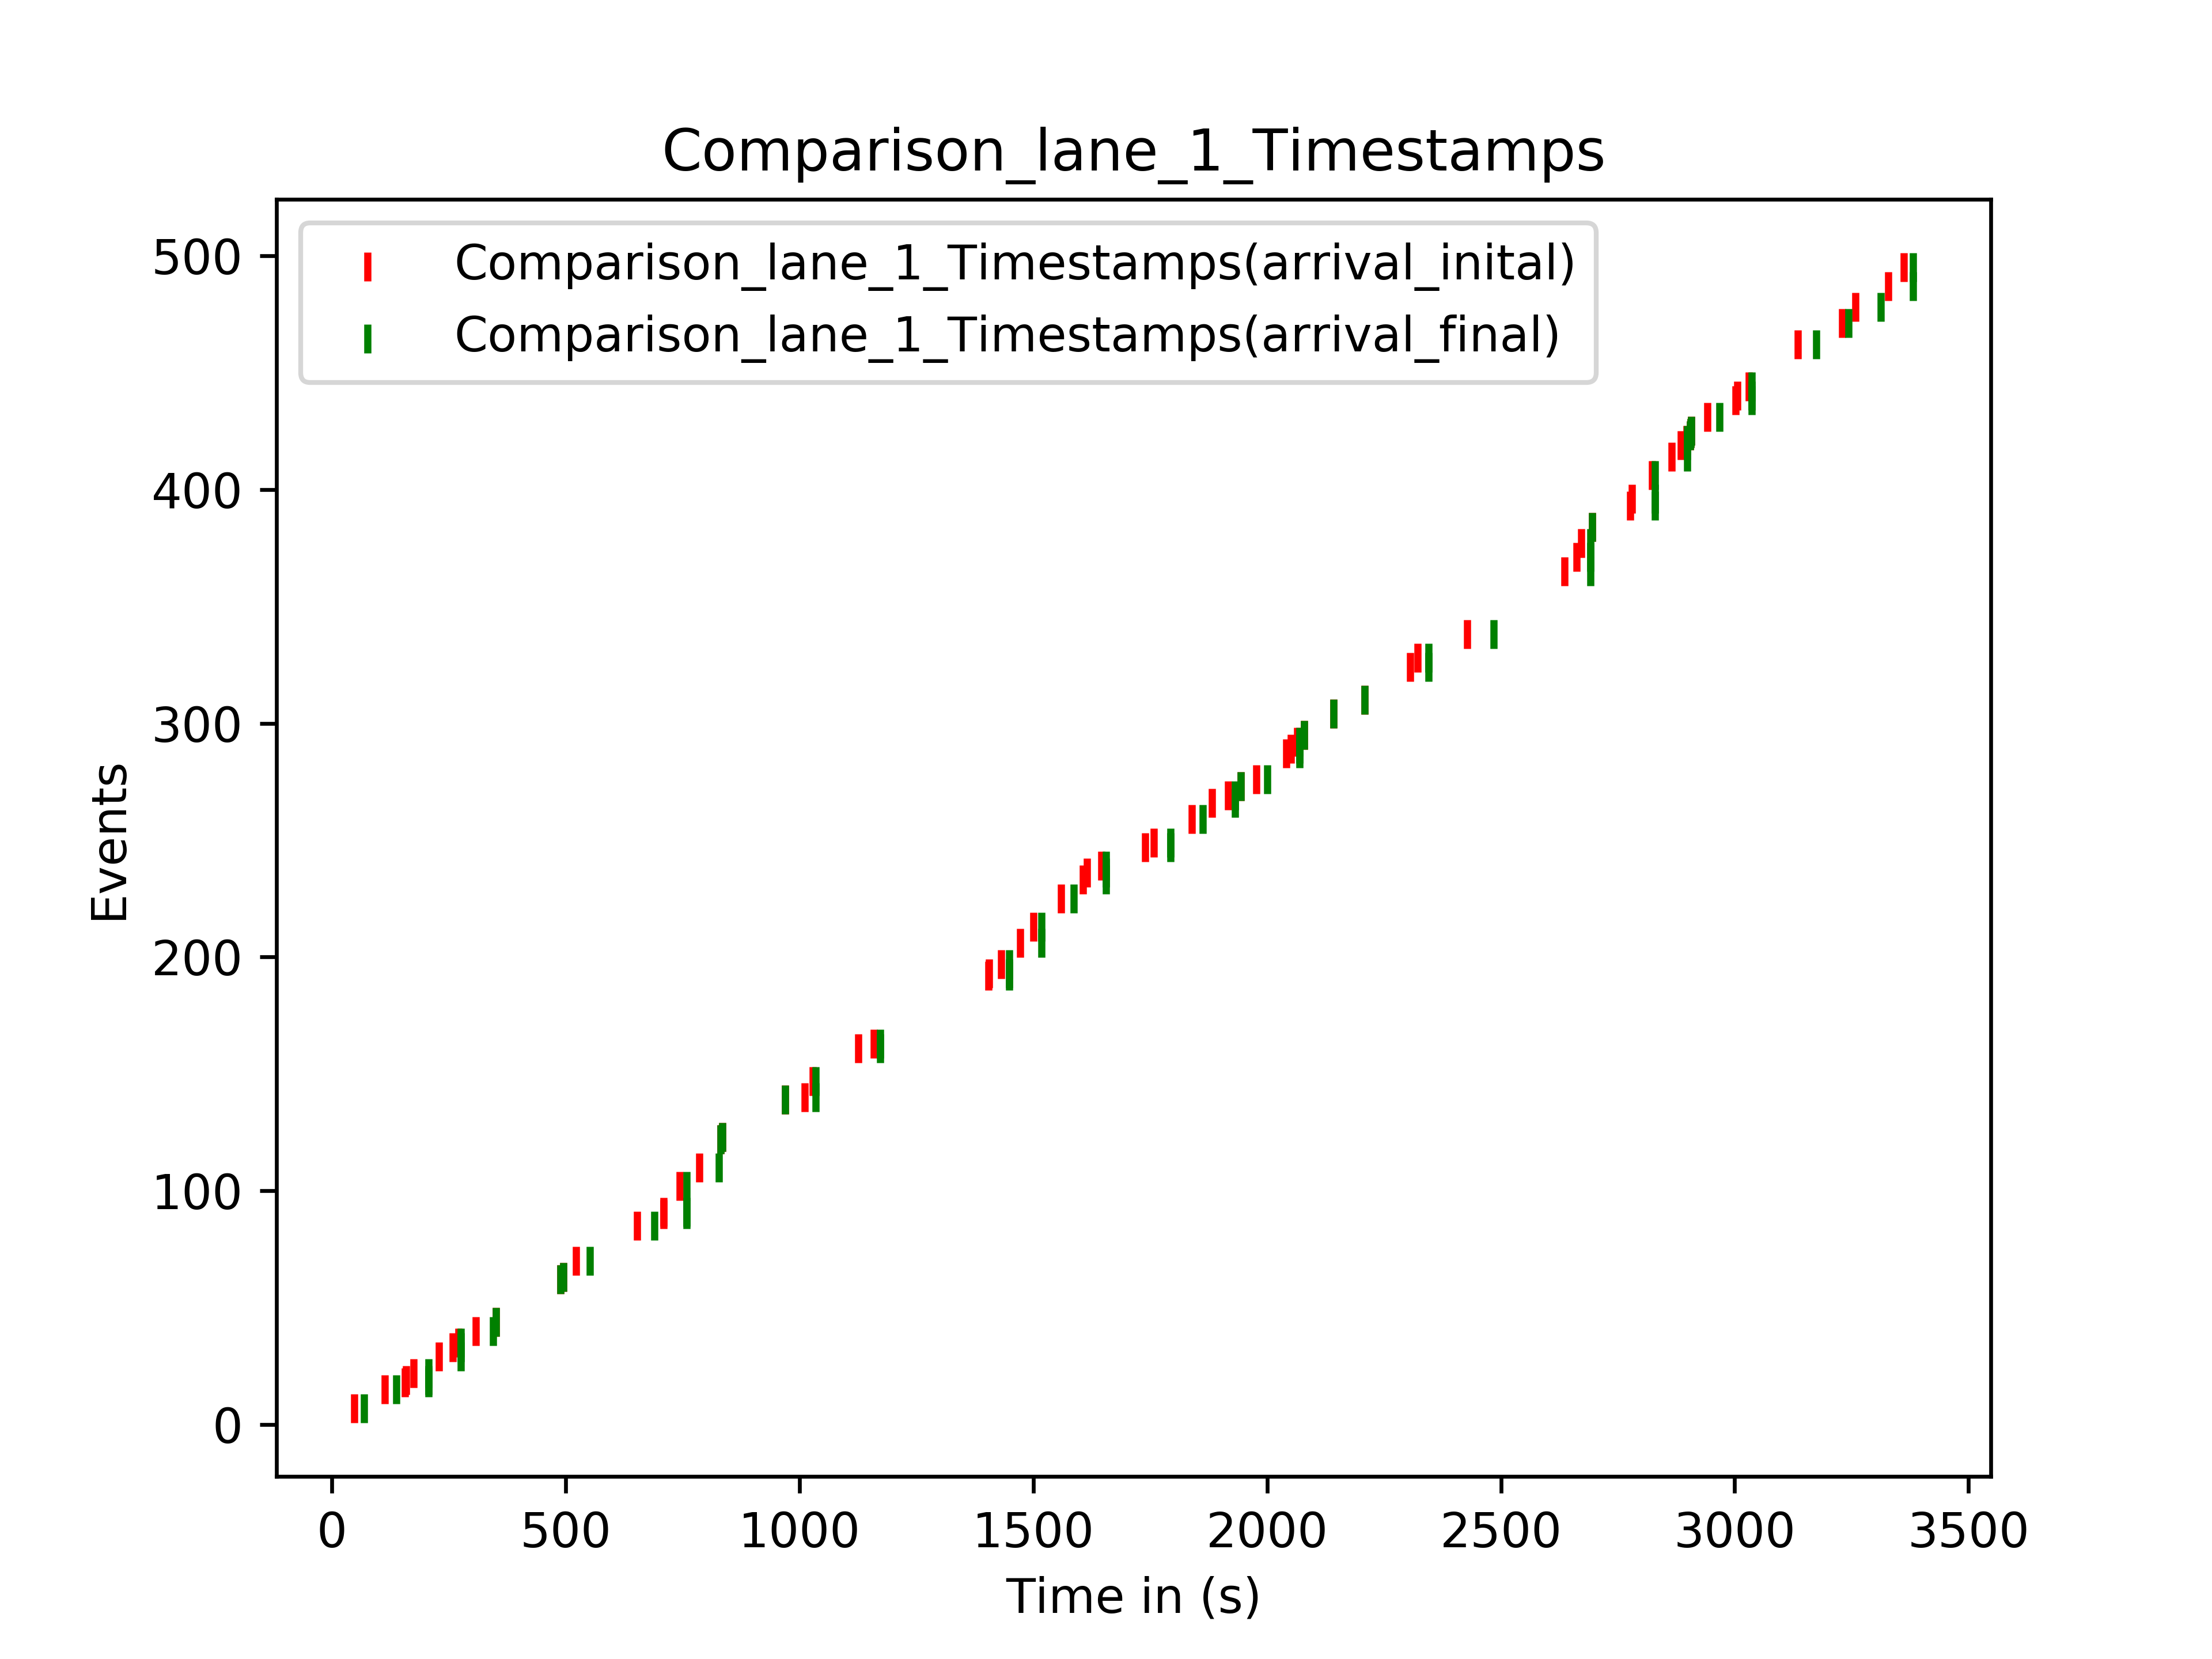 Comparison_lane_1_Timestamps
Comparison_lane_1_Timestamps(arrival_inital)
Comparison_lane_1_Timestamps(arrival_final)
500
400
300
200
100
0
Events
0 500 1000 1500 2000 2500 3000 3500
Time in (s)